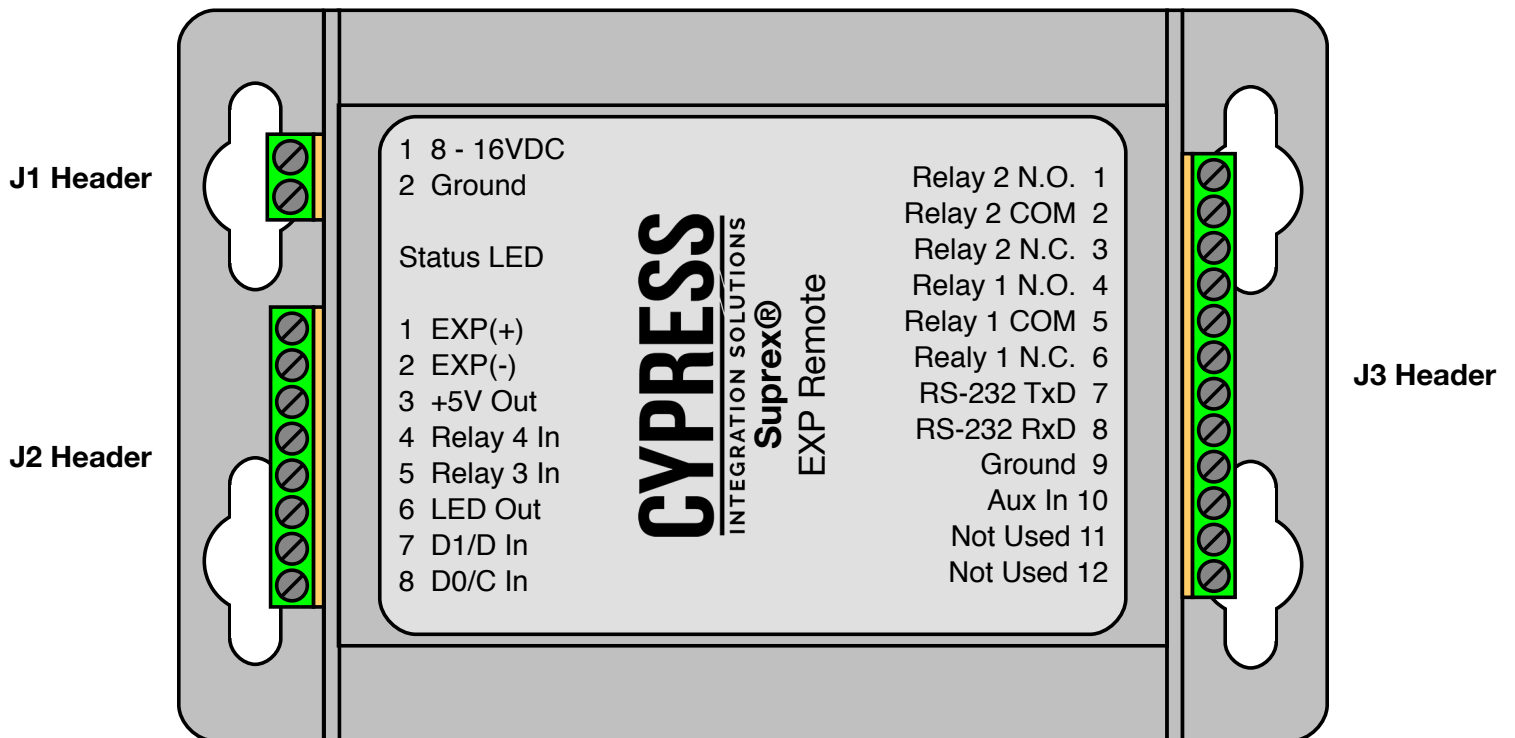 J1 Header
J2 Header
1 8 - 16VDC
2 Ground
Status LED
1 EXP(+)
2 EXP(-)
3 +5V Out
4 Relay 4 In
5 Relay 3 In
6 LED Out
7 D1/D In
8 D0/C In
CYPRESS
INTEGRATION SOLUTIONS
Suprex®
EXP Remote
Relay 2 N.O. 1
Relay 2 COM 2
Relay 2 N.C. 3
Relay 1 N.O. 4
Relay 1 COM 5
Realy 1 N.C. 6
RS-232 TxD 7
RS-232 RxD 8
Ground 9
Aux In 10
Not Used 11
Not Used 12
J3 Header